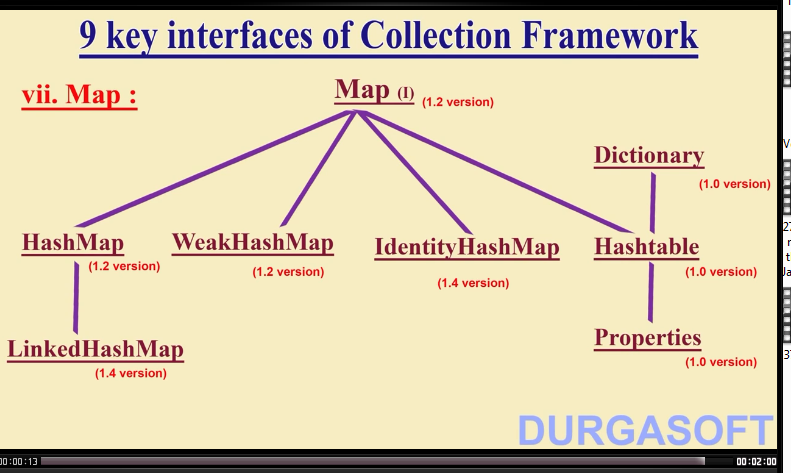 9 key interfaces of Collection Framework
vii. Map :
Map (I) (1.2 version)
Dictionary
(1.0 version)
HashMap
(1.2 version)
WeakHashMap
(1.2 version)
IdentityHashMap
(1.4 version)
Hashtable
(1.0 version)
LinkedHashMap
(1.4 version)
Properties
(1.0 version)
DURGASOFT
00:00:13
00:02:00